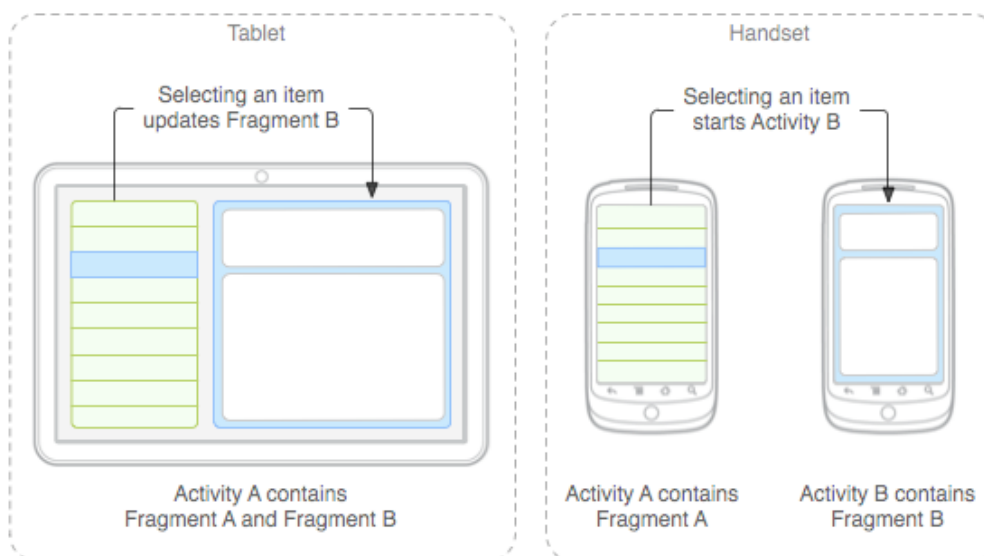 Tablet
Selecting an item
updates Fragment B
Activity A contains
Fragment A and Fragment B
Handset
Selecting an item
starts Activity B
Activity A contains
Fragment A
Activity B contains
Fragment B